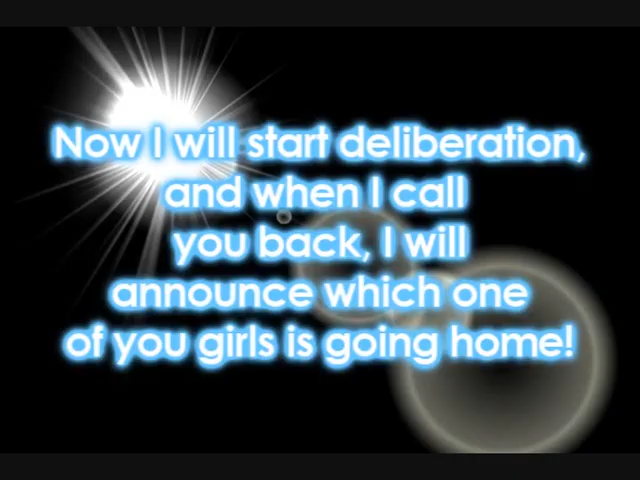 Now I will start deliberation,
and when I call
you back, I will
announce which one
of you girls is going home!